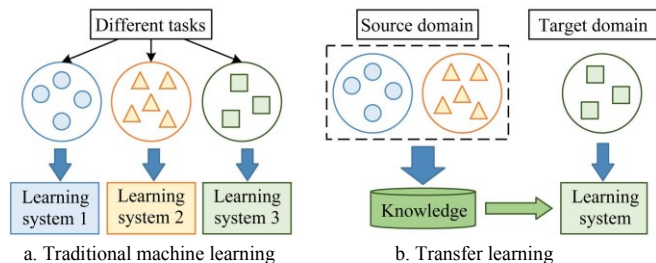 Different tasks
Source domain
Target domain
Learning
system 1
Learning
system 2
Learning
system 3
Knowledge
Learning
system
a. Traditional machine learning
b. Transfer learning